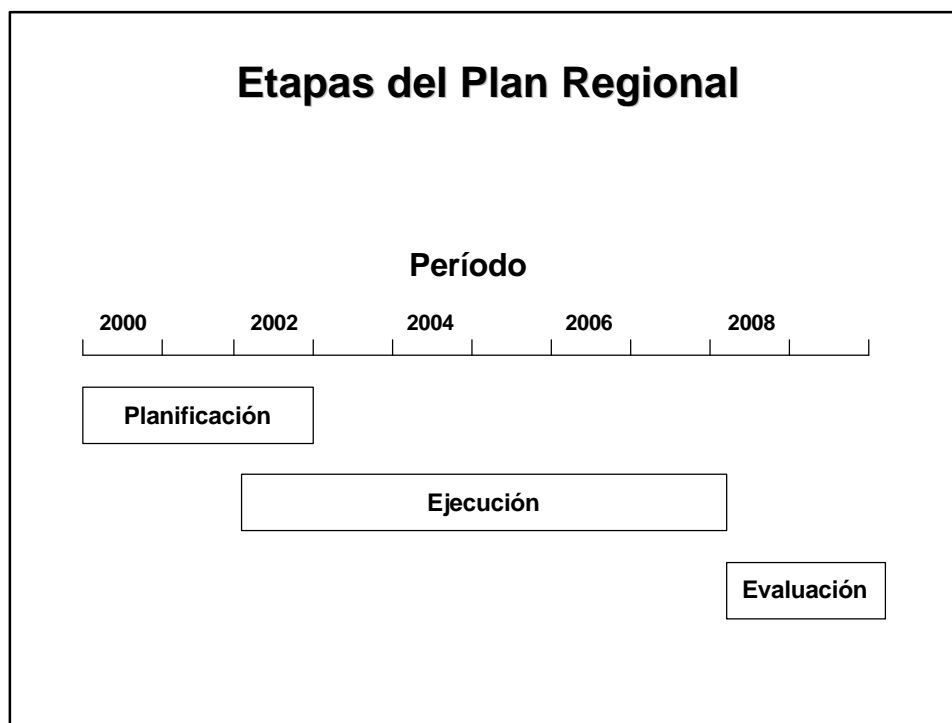 Etapas del Plan Regional
Período
2000 2002 2004 2006 2008
Planificación
Ejecución
Evaluación